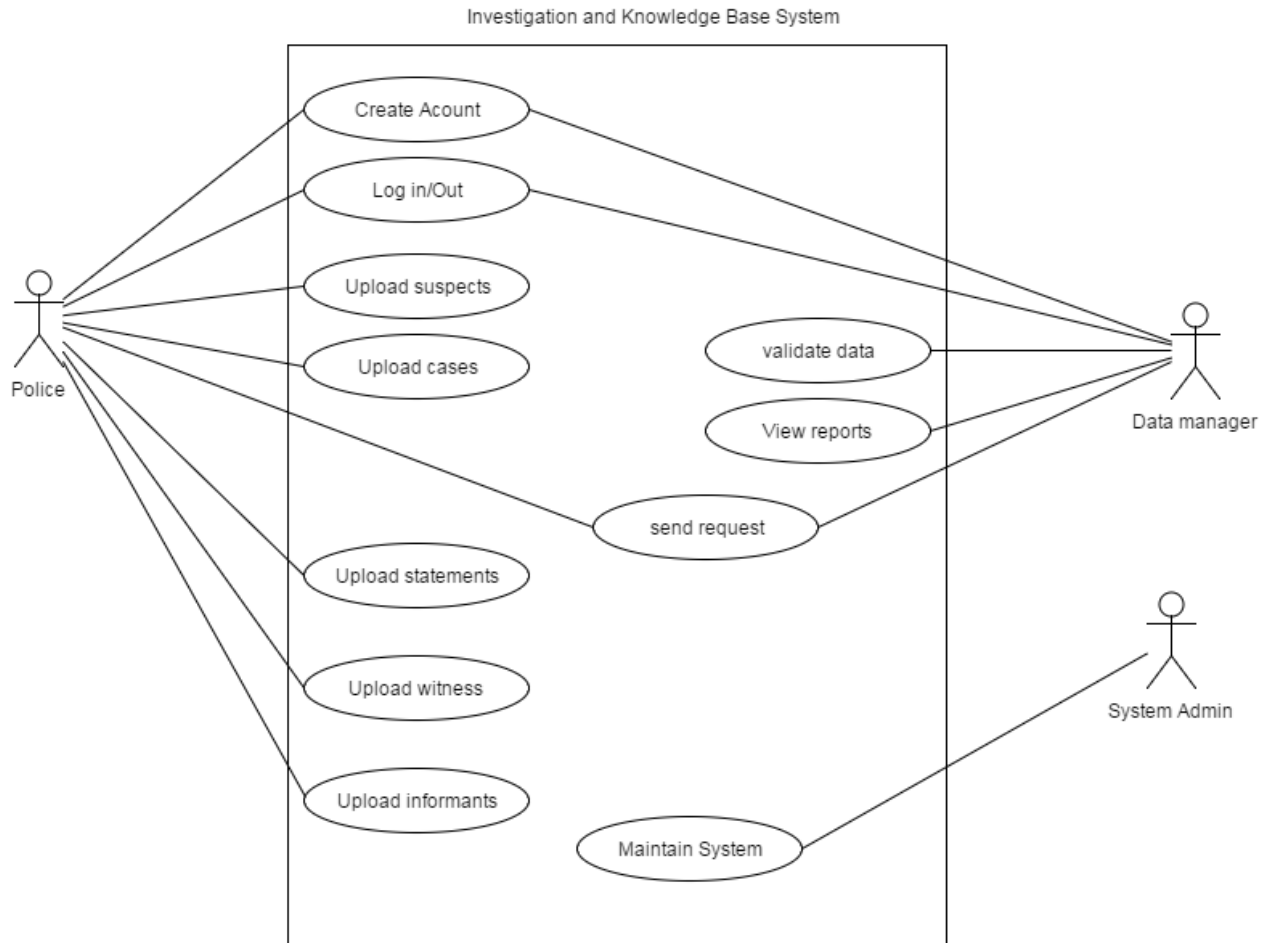 Investigation and Knowledge Base System
Create Acount
Log in/Out
Upload suspects
validate data
Upload cases
Police
Data manager
View reports
send request
Upload statements
Upload witness
System Admin
Upload informants
Maintain System